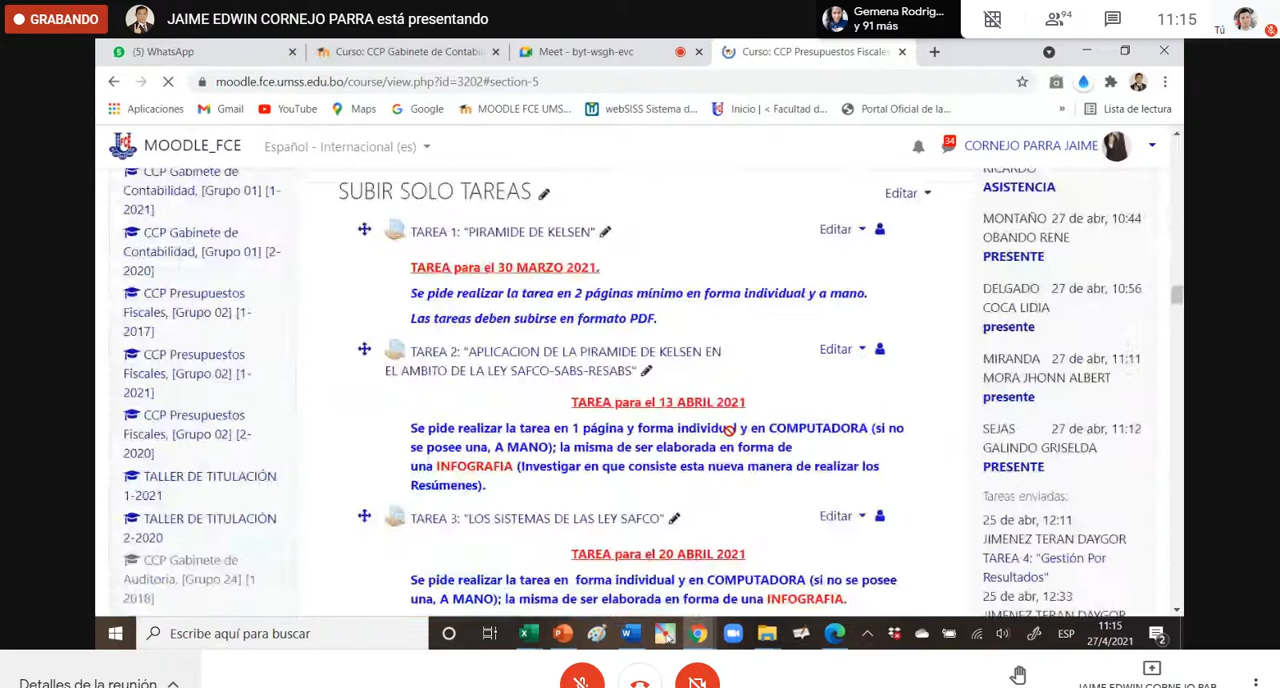 GRABANDO
JAIME EDWIN CORNEJO PARRA está presentando
Gemena Rodrig...
y 91 más
94
11:15
Tú
(5) WhatsApp
Curso: CCP Gabinete de Contabi
Meet - byt-wsgh-evc
Curso: CCP Presupuestos Fiscales
moodle.fce.umss.edu.bo/course/view.php?id=3202#section-5
Aplicaciones
Gmail
YouTube
Maps
Google
MOODLE FCE UMS...
webSISS Sistema d...
Inicio | < Facultad d...
Portal Oficial de la...
»
Lista de lectura
MOODLE_FCE
Español - Internacional (es)
34
CORNEJO PARRA JAIME
CCP Gabinete de
Contabilidad, [Grupo 01] [1-
2021]
CCP Gabinete de
Contabilidad, [Grupo 01] [2-
2020]
CCP Presupuestos
Fiscales, [Grupo 02] [1-
2017]
CCP Presupuestos
Fiscales, [Grupo 02] [1-
2021]
CCP Presupuestos
Fiscales, [Grupo 02] [2-
2020]
TALLER DE TITULACIÓN
1-2021
TALLER DE TITULACIÓN
2-2020
CCP Gabinete de
Auditoria, [Grupo 24] [1
2018]
SUBIR SOLO TAREAS
Editar
TAREA 1: "PIRAMIDE DE KELSEN"
Editar
TAREA para el 30 MARZO 2021.
Se pide realizar la tarea en 2 páginas mínimo en forma individual y a mano.
Las tareas deben subirse en formato PDF.
TAREA 2: "APLICACION DE LA PIRAMIDE DE KELSEN EN
EL AMBITO DE LA LEY SAFCO-SABS-RESABS"
Editar
TAREA para el 13 ABRIL 2021
Se pide realizar la tarea en 1 página y forma individual y en COMPUTADORA (si no
se posee una, A MANO); la misma de ser elaborada en forma de
una INFOGRAFIA (Investigar en que consiste esta nueva manera de realizar los
Resúmenes).
TAREA 3: "LOS SISTEMAS DE LAS LEY SAFCO"
Editar
TAREA para el 20 ABRIL 2021
Se pide realizar la tarea en forma individual y en COMPUTADORA (si no se posee
una, A MANO); la misma de ser elaborada en forma de una INFOGRAFIA.
RICARDO
ASISTENCIA
MONTAÑO 27 de abr, 10:44
OBANDO RENE
PRESENTE
DELGADO 27 de abr, 10:56
COCA LIDIA
presente
MIRANDA 27 de abr, 11:11
MORA JHONN ALBERT
presente
SEJAS 27 de abr, 11:12
GALINDO GRISELDA
PRESENTE
Tareas enviadas:
25 de abr, 12:11
JIMENEZ TERAN DAYGOR
TAREA 4: "Gestión Por
Resultados"
25 de abr, 12:33
JIMENEZ TERAN DAYGOR
Escribe aquí para buscar
ESP
11:15
27/4/2021
2
Detalles de la reunión
JAIME EDWIN CORNEJO PAR